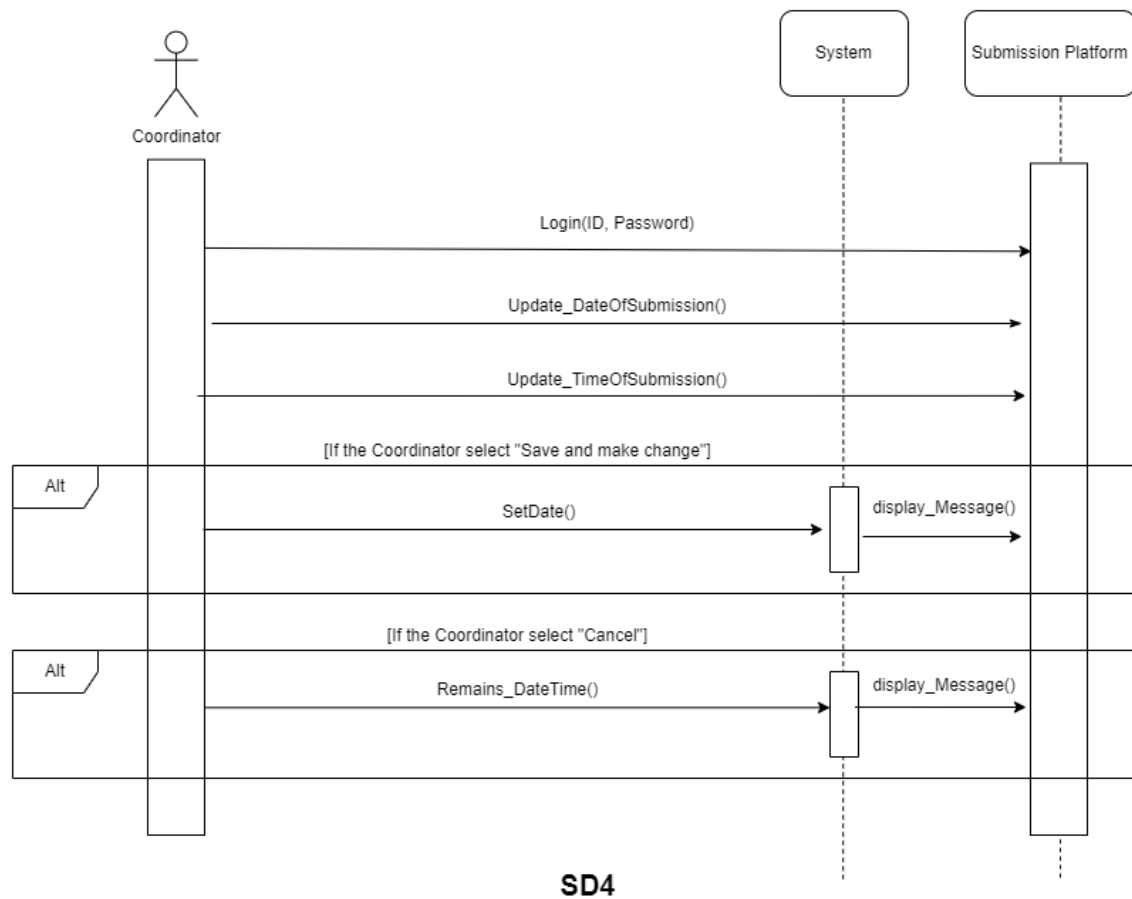 System
Submission Platform
Coordinator
Login(ID, Password)
Update_DateOfSubmission()
Update_TimeOfSubmission()
[If the Coordinator select "Save and make change"]
Alt
SetDate()
display_Message()
[If the Coordinator select "Cancel"]
Alt
Remains_DateTime()
display_Message()
SD4